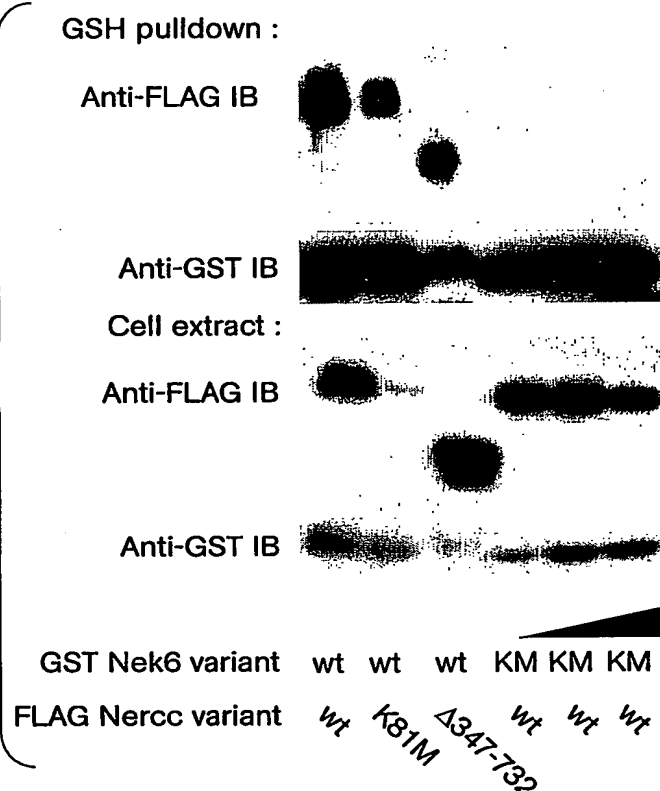 GSH pulldown :
Anti-FLAG IB
Anti-GST IB
Cell extract :
Anti-FLAG IB
Anti-GST IB
GST Nek6 variant wt wt wt KM KM KM
FLAG Nercc variant wt K81M Δ347-732 wt wt wt